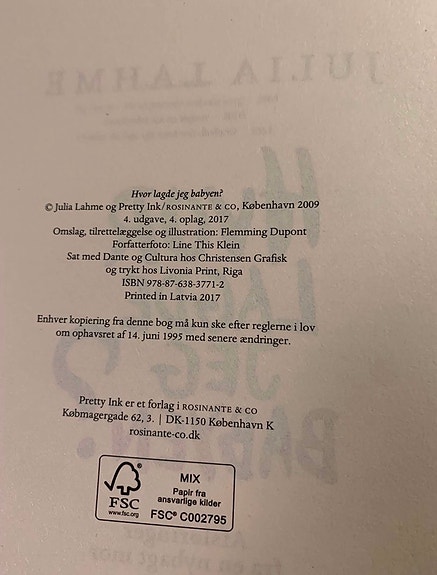 JULIA LAHME
Hvor lagde jeg babyen?
© Julia Lahme og Pretty Ink/ROSINANTE & CO, København 2009
4. udgave, 4. oplag, 2017
Omslag, tilrettelæggelse og illustration: Flemming Dupont
Forfatterfoto: Line This Klein
Sat med Dante og Cultura hos Christensen Grafisk
og trykt hos Livonia Print, Riga
ISBN 978-87-638-3771-2
Printed in Latvia 2017
Enhver kopiering fra denne bog må kun ske efter reglerne i lov
om ophavsret af 14. juni 1995 med senere ændringer.
Pretty Ink er et forlag i ROSINANTE & CO
Købmagergade 62, 3. | DK-1150 København K
rosinante-co.dk
FSC
www.fsc.org
MIX
Papir fra
ansvarlige kilder
FSC® C002795